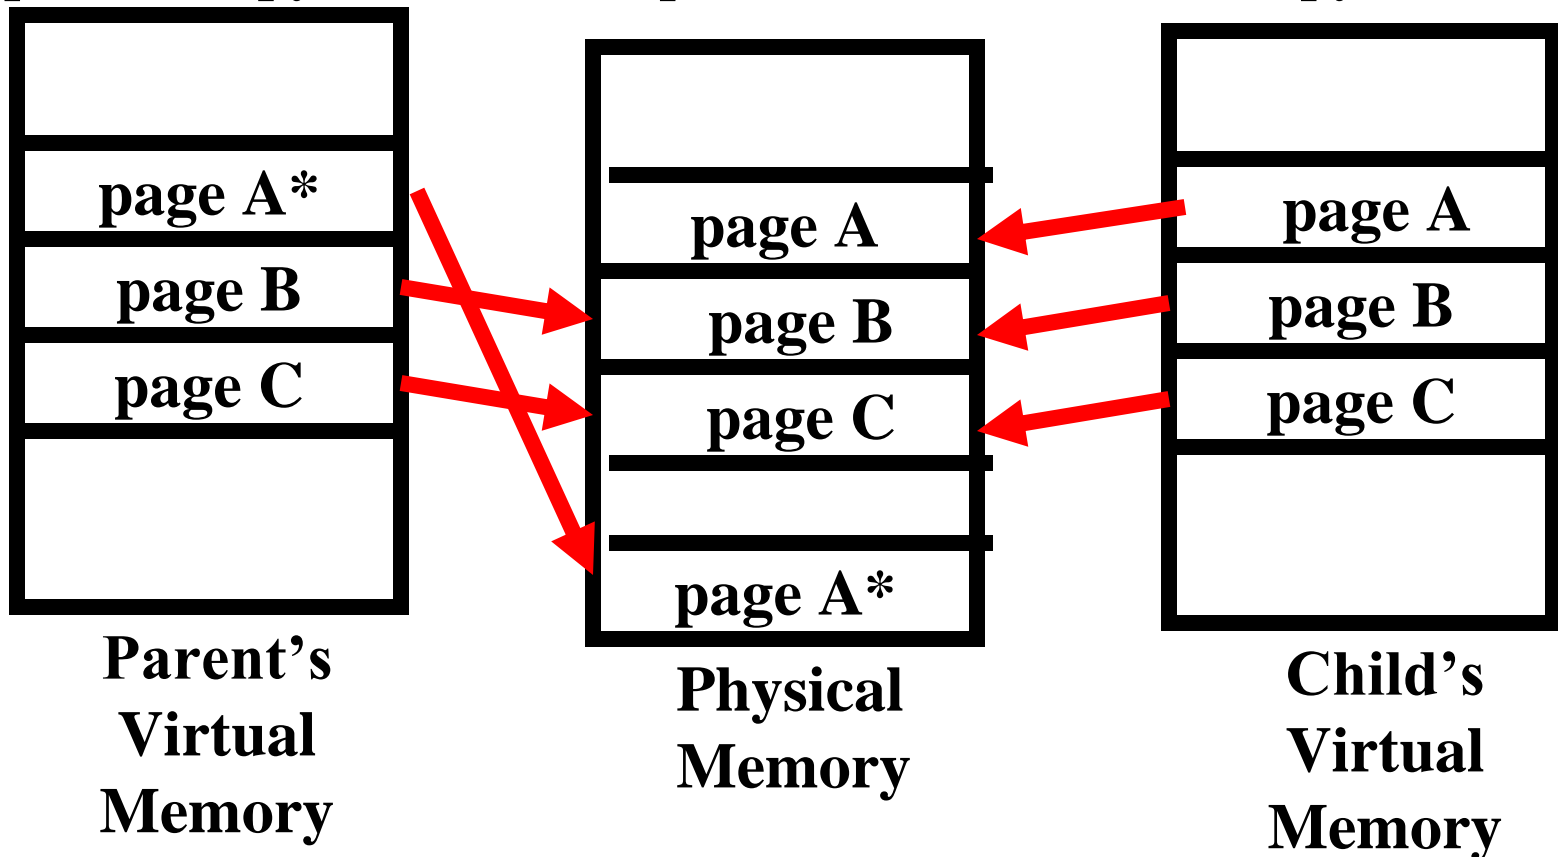 page A*
page B
page C
Parent’s
Virtual
Memory
page A
page B
page C
page A*
Physical
Memory
page A
page B
page C
Child’s
Virtual
Memory